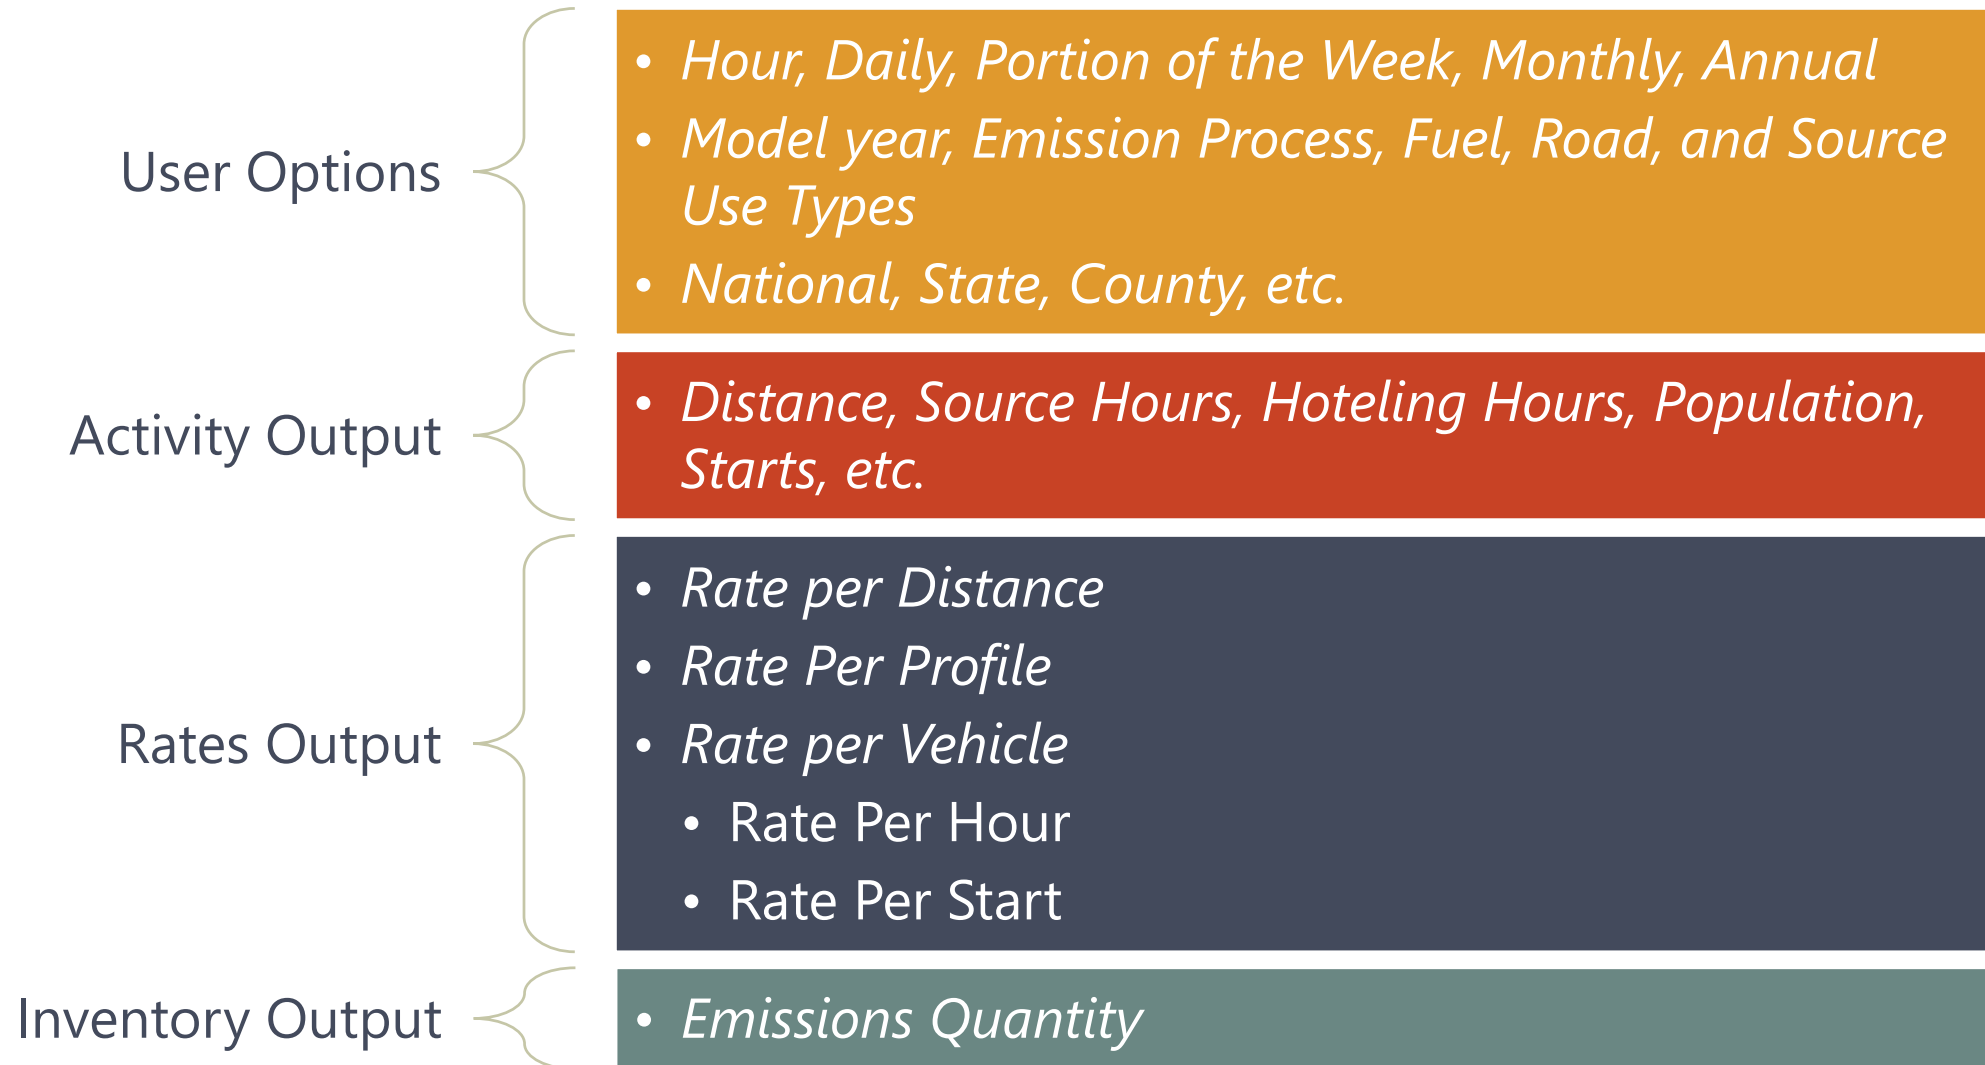 User Options
• Hour, Daily, Portion of the Week, Monthly, Annual
• Model year, Emission Process, Fuel, Road, and Source
Use Types
• National, State, County, etc.
Activity Output
• Distance, Source Hours, Hoteling Hours, Population,
Starts, etc.
Rates Output
• Rate per Distance
• Rate Per Profile
• Rate per Vehicle
• Rate Per Hour
• Rate Per Start
Inventory Output
• Emissions Quantity